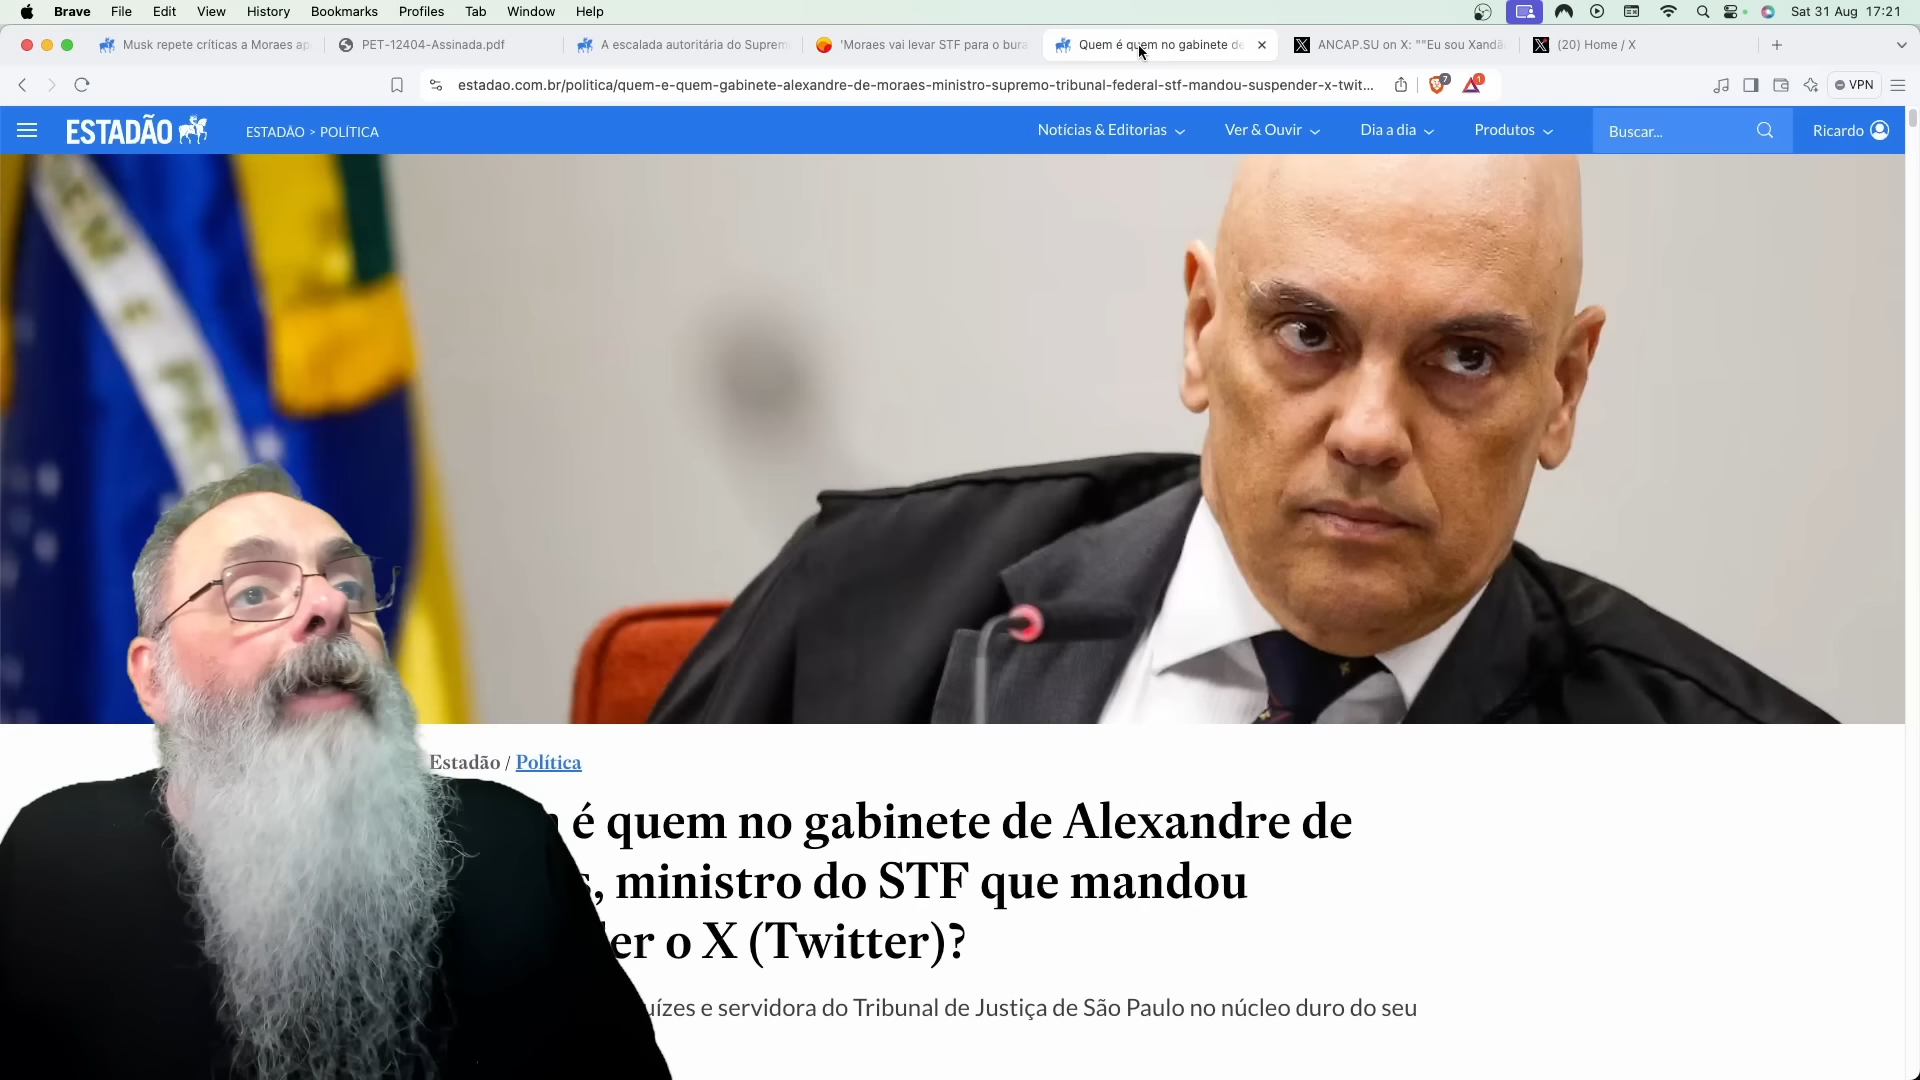 Brave File Edit View History Bookmarks Profiles Tab Window Help Sat 31 Aug 17:21
Musk repete críticas a Moraes ap PET-12404-Assinada.pdf A escalada autoritária do Suprem 'Moraes vai levar STF para o bura Quem é quem no gabinete de ANCAP.SU on X: ""Eu sou Xandã (20) Home / X
estadao.com.br/politica/quem-e-quem-gabinete-alexandre-de-moraes-ministro-supremo-tribunal-federal-stf-mandou-suspender-x-twit... 7 1 VPN
ESTADÃO ESTADÃO > POLÍTICA Notícias & Editorias Ver & Ouvir Dia a dia Produtos Buscar... Ricardo
Estadão / Política
é quem no gabinete de Alexandre de
, ministro do STF que mandou
er o X (Twitter)?
uízes e servidora do Tribunal de Justiça de São Paulo no núcleo duro do seu